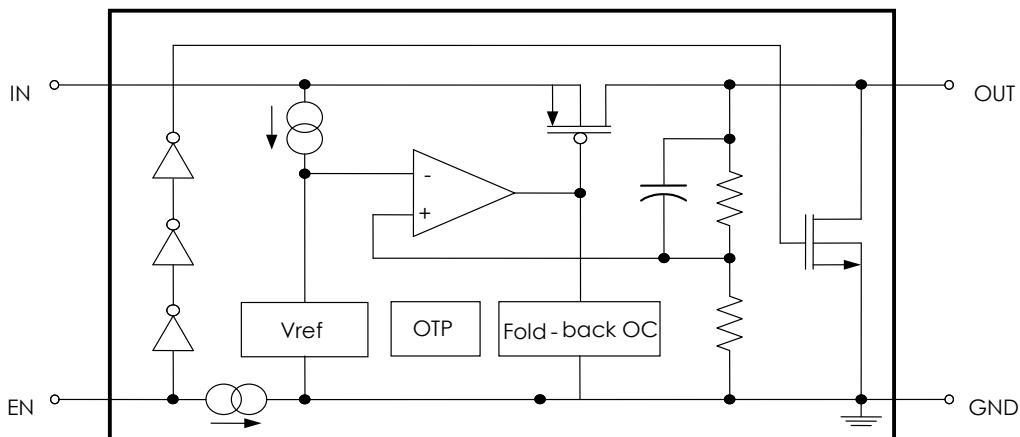 IN
OUT
-
+
Vref
OTP
Fold-back OC
EN
GND